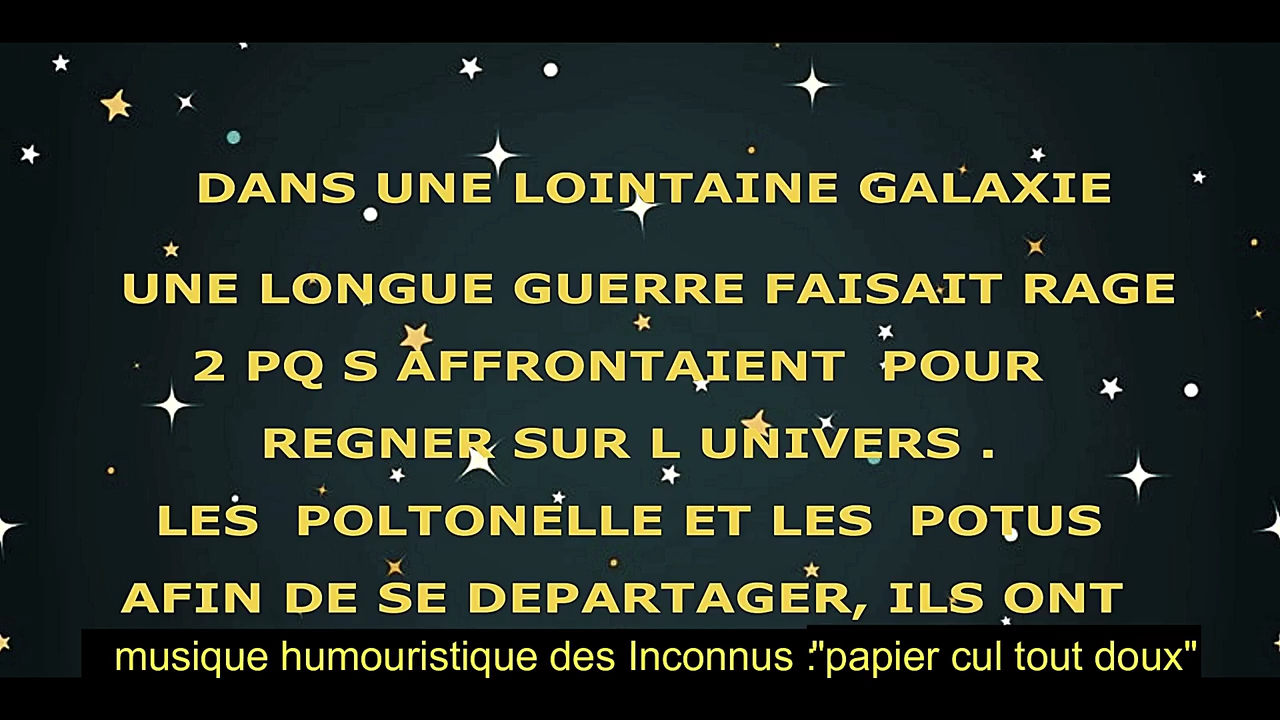 DANS UNE LOINTAINE GALAXIE
UNE LONGUE GUERRE FAISAIT RAGE
2 PQ S AFFRONTAIENT POUR
REGNER SUR L UNIVERS .
LES POLTONELLE ET LES POTUS
AFIN DE SE DEPARTAGER, ILS ONT
musique humouristique des Inconnus :"papier cul tout doux"